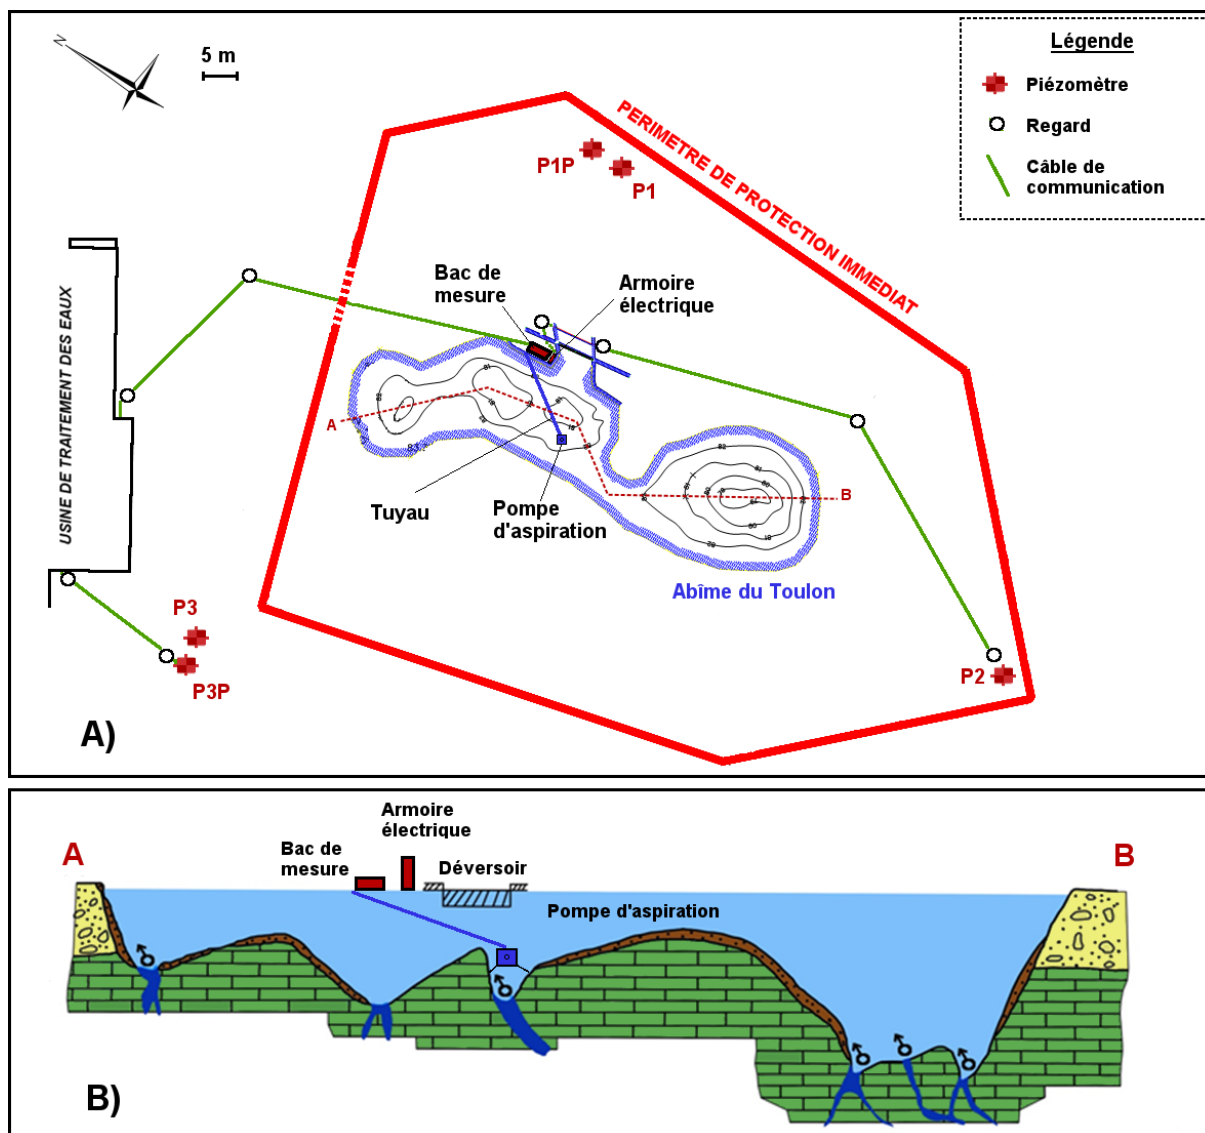 N
5 m
Légende
Piézomètre
Regard
Câble de
communication
PERIMETRE DE PROTECTION IMMEDIAT
P1P
P1
Bac de
mesure
Armoire
électrique
USINE DE TRAITEMENT DES EAUX
A
B
Tuyau
Pompe
d'aspiration
Abîme du Toulon
P3
P3P
P2
A)
A
Armoire
électrique
Bac de
mesure
Déversoir
B
Pompe d'aspiration
B)